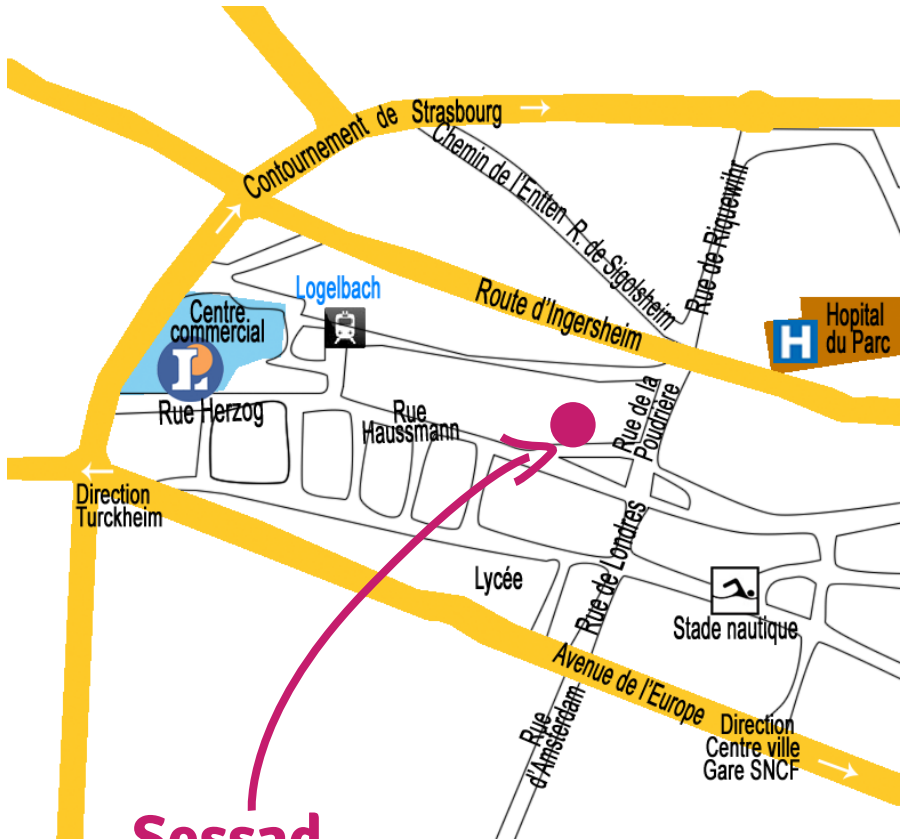 Contournement de Strasbourg
Chemin de l'Entten R. de Sigolsheim
Rue de Riquewihr
Logelbach
Route d'Ingersheim
Centre.
commercial
L
Hopital
du Parc
H
Rue Herzog
Rue
Haussmann
Rue de la
Poudrière
Direction
Turckheim
Rue de Londres
Lycée
Stade nautique
Avenue de l'Europe
Rue
d'Amsterdam
Direction
Centre ville
Gare SNCF
Sessad